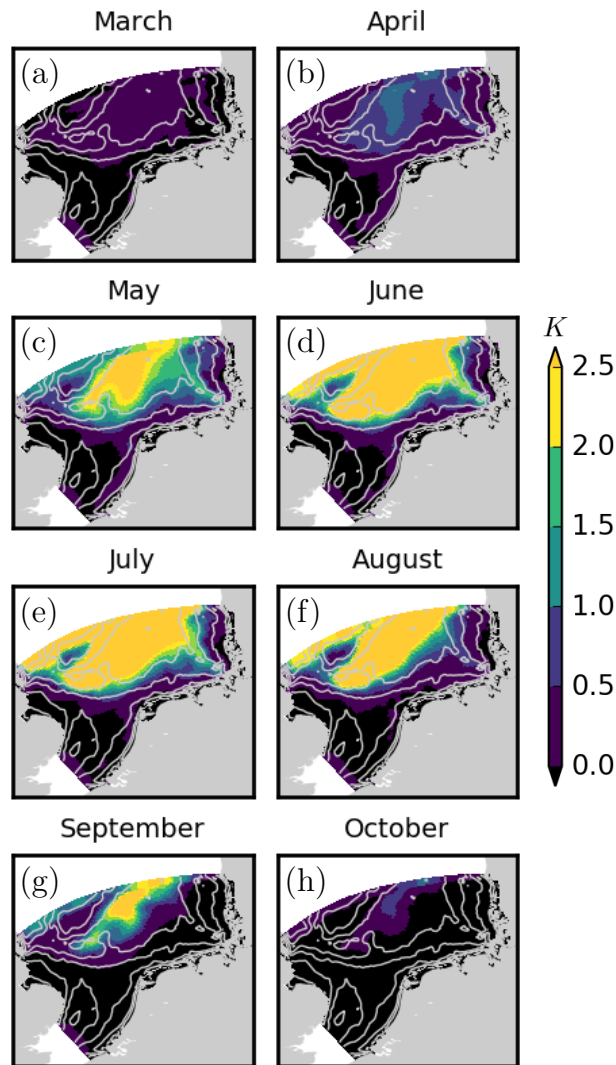 March
April
(a)
(b)
May
June
(c)
(d)
K
2.5
2.0
1.5
1.0
0.5
0.0
July
August
(e)
(f)
September
October
(g)
(h)